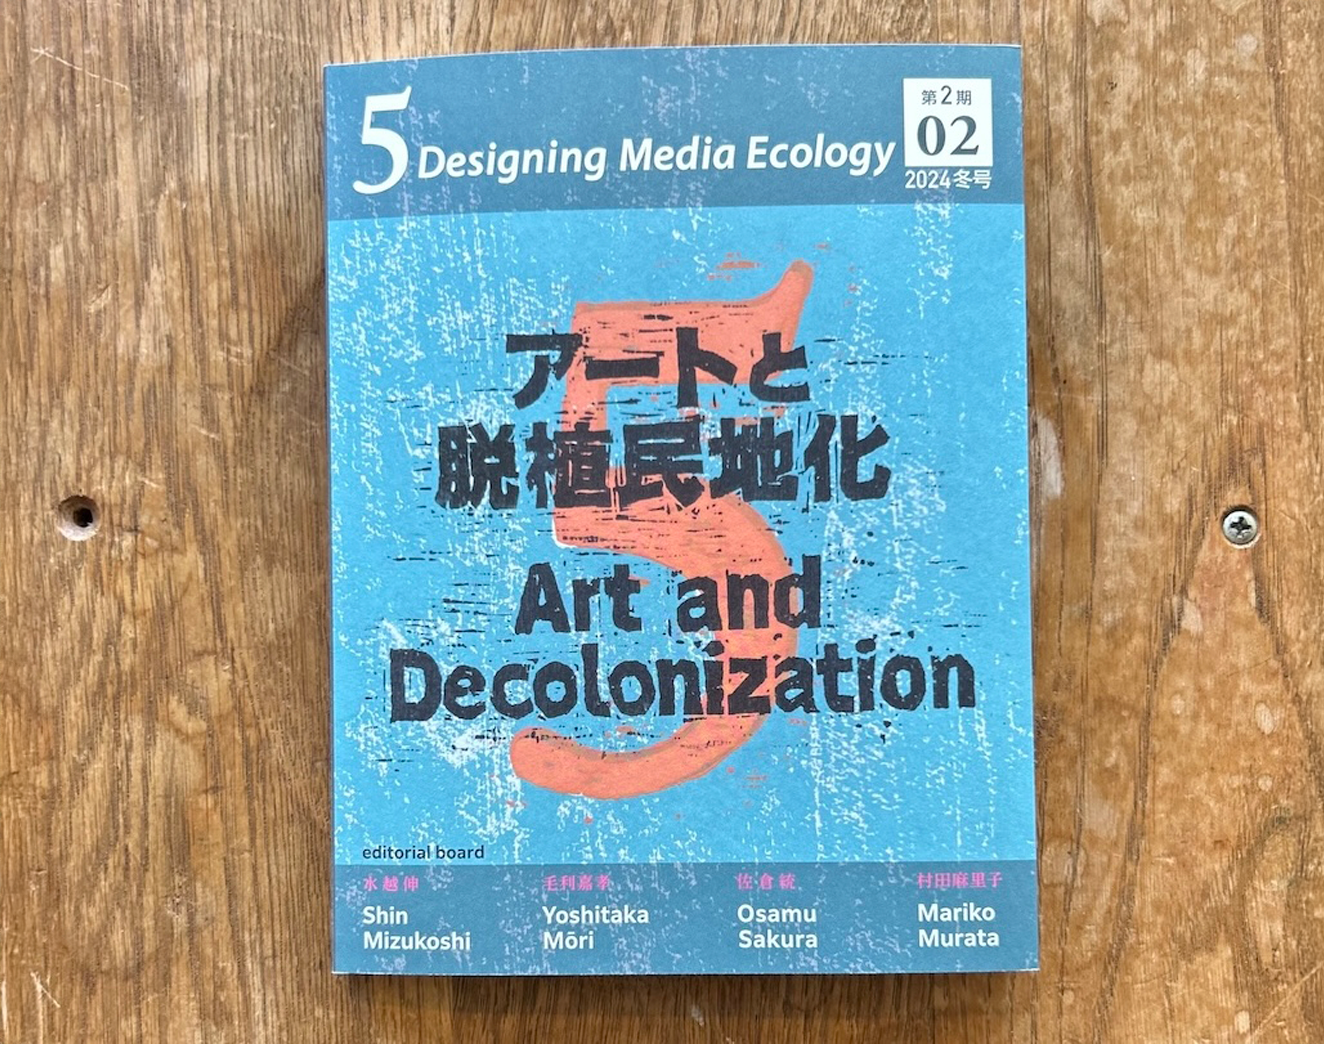 5 Designing Media Ecology
第2期
02
2024冬号
アートと
脱植民地化
Art and
Decolonization
editorial board
水越伸
Shin
Mizukoshi
毛利嘉孝
Yoshitaka
Mōri
佐倉統
Osamu
Sakura
村田麻里子
Mariko
Murata